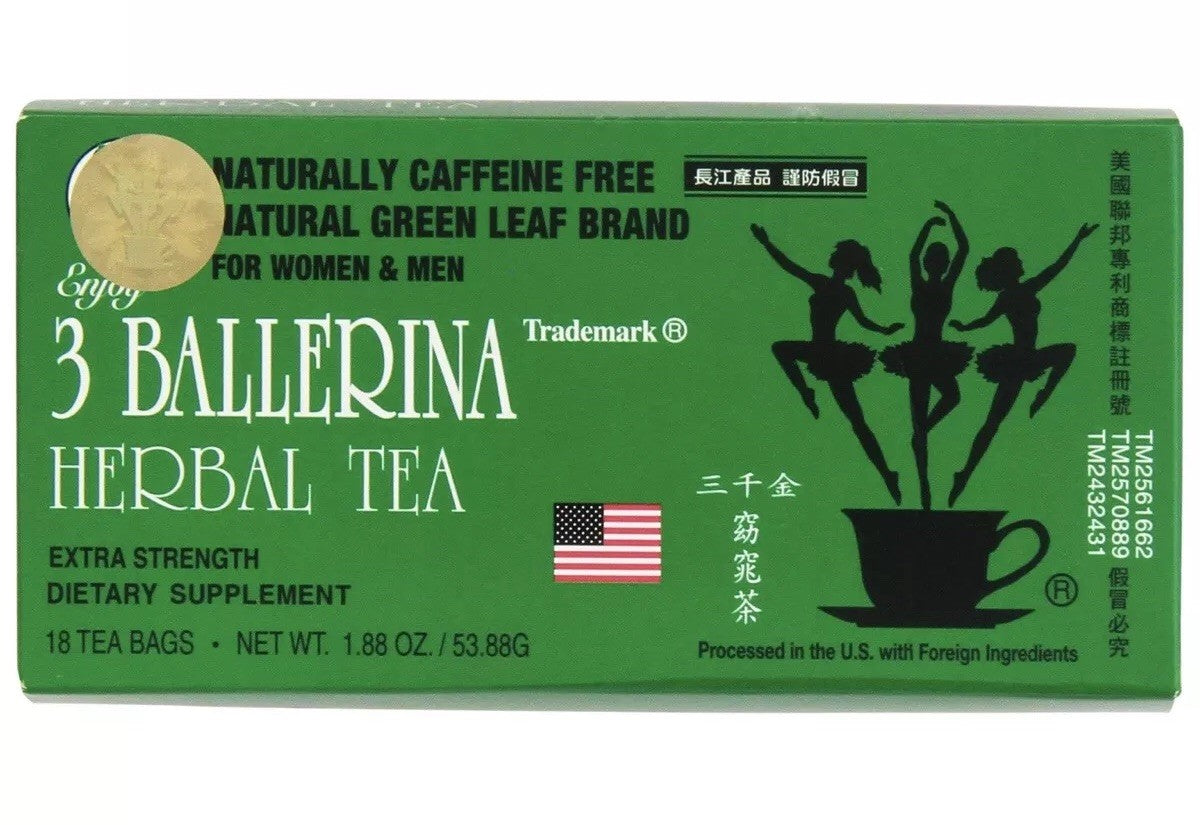 HERBAL TEA
NATURALLY CAFFEINE FREE
NATURAL GREEN LEAF BRAND
FOR WOMEN & MEN
長江產品 謹防假冒
Enjoy
3 BALLERINA Trademark ®
HERBAL TEA
EXTRA STRENGTH
DIETARY SUPPLEMENT
18 TEA BAGS • NET WT. 1.88 OZ. / 53.88G
三千金
窈窕茶
®
Processed in the U.S. with Foreign Ingredients
美國聯邦專利商標註冊號
TM2561662
TM2570889
TM2432431
假冒必究